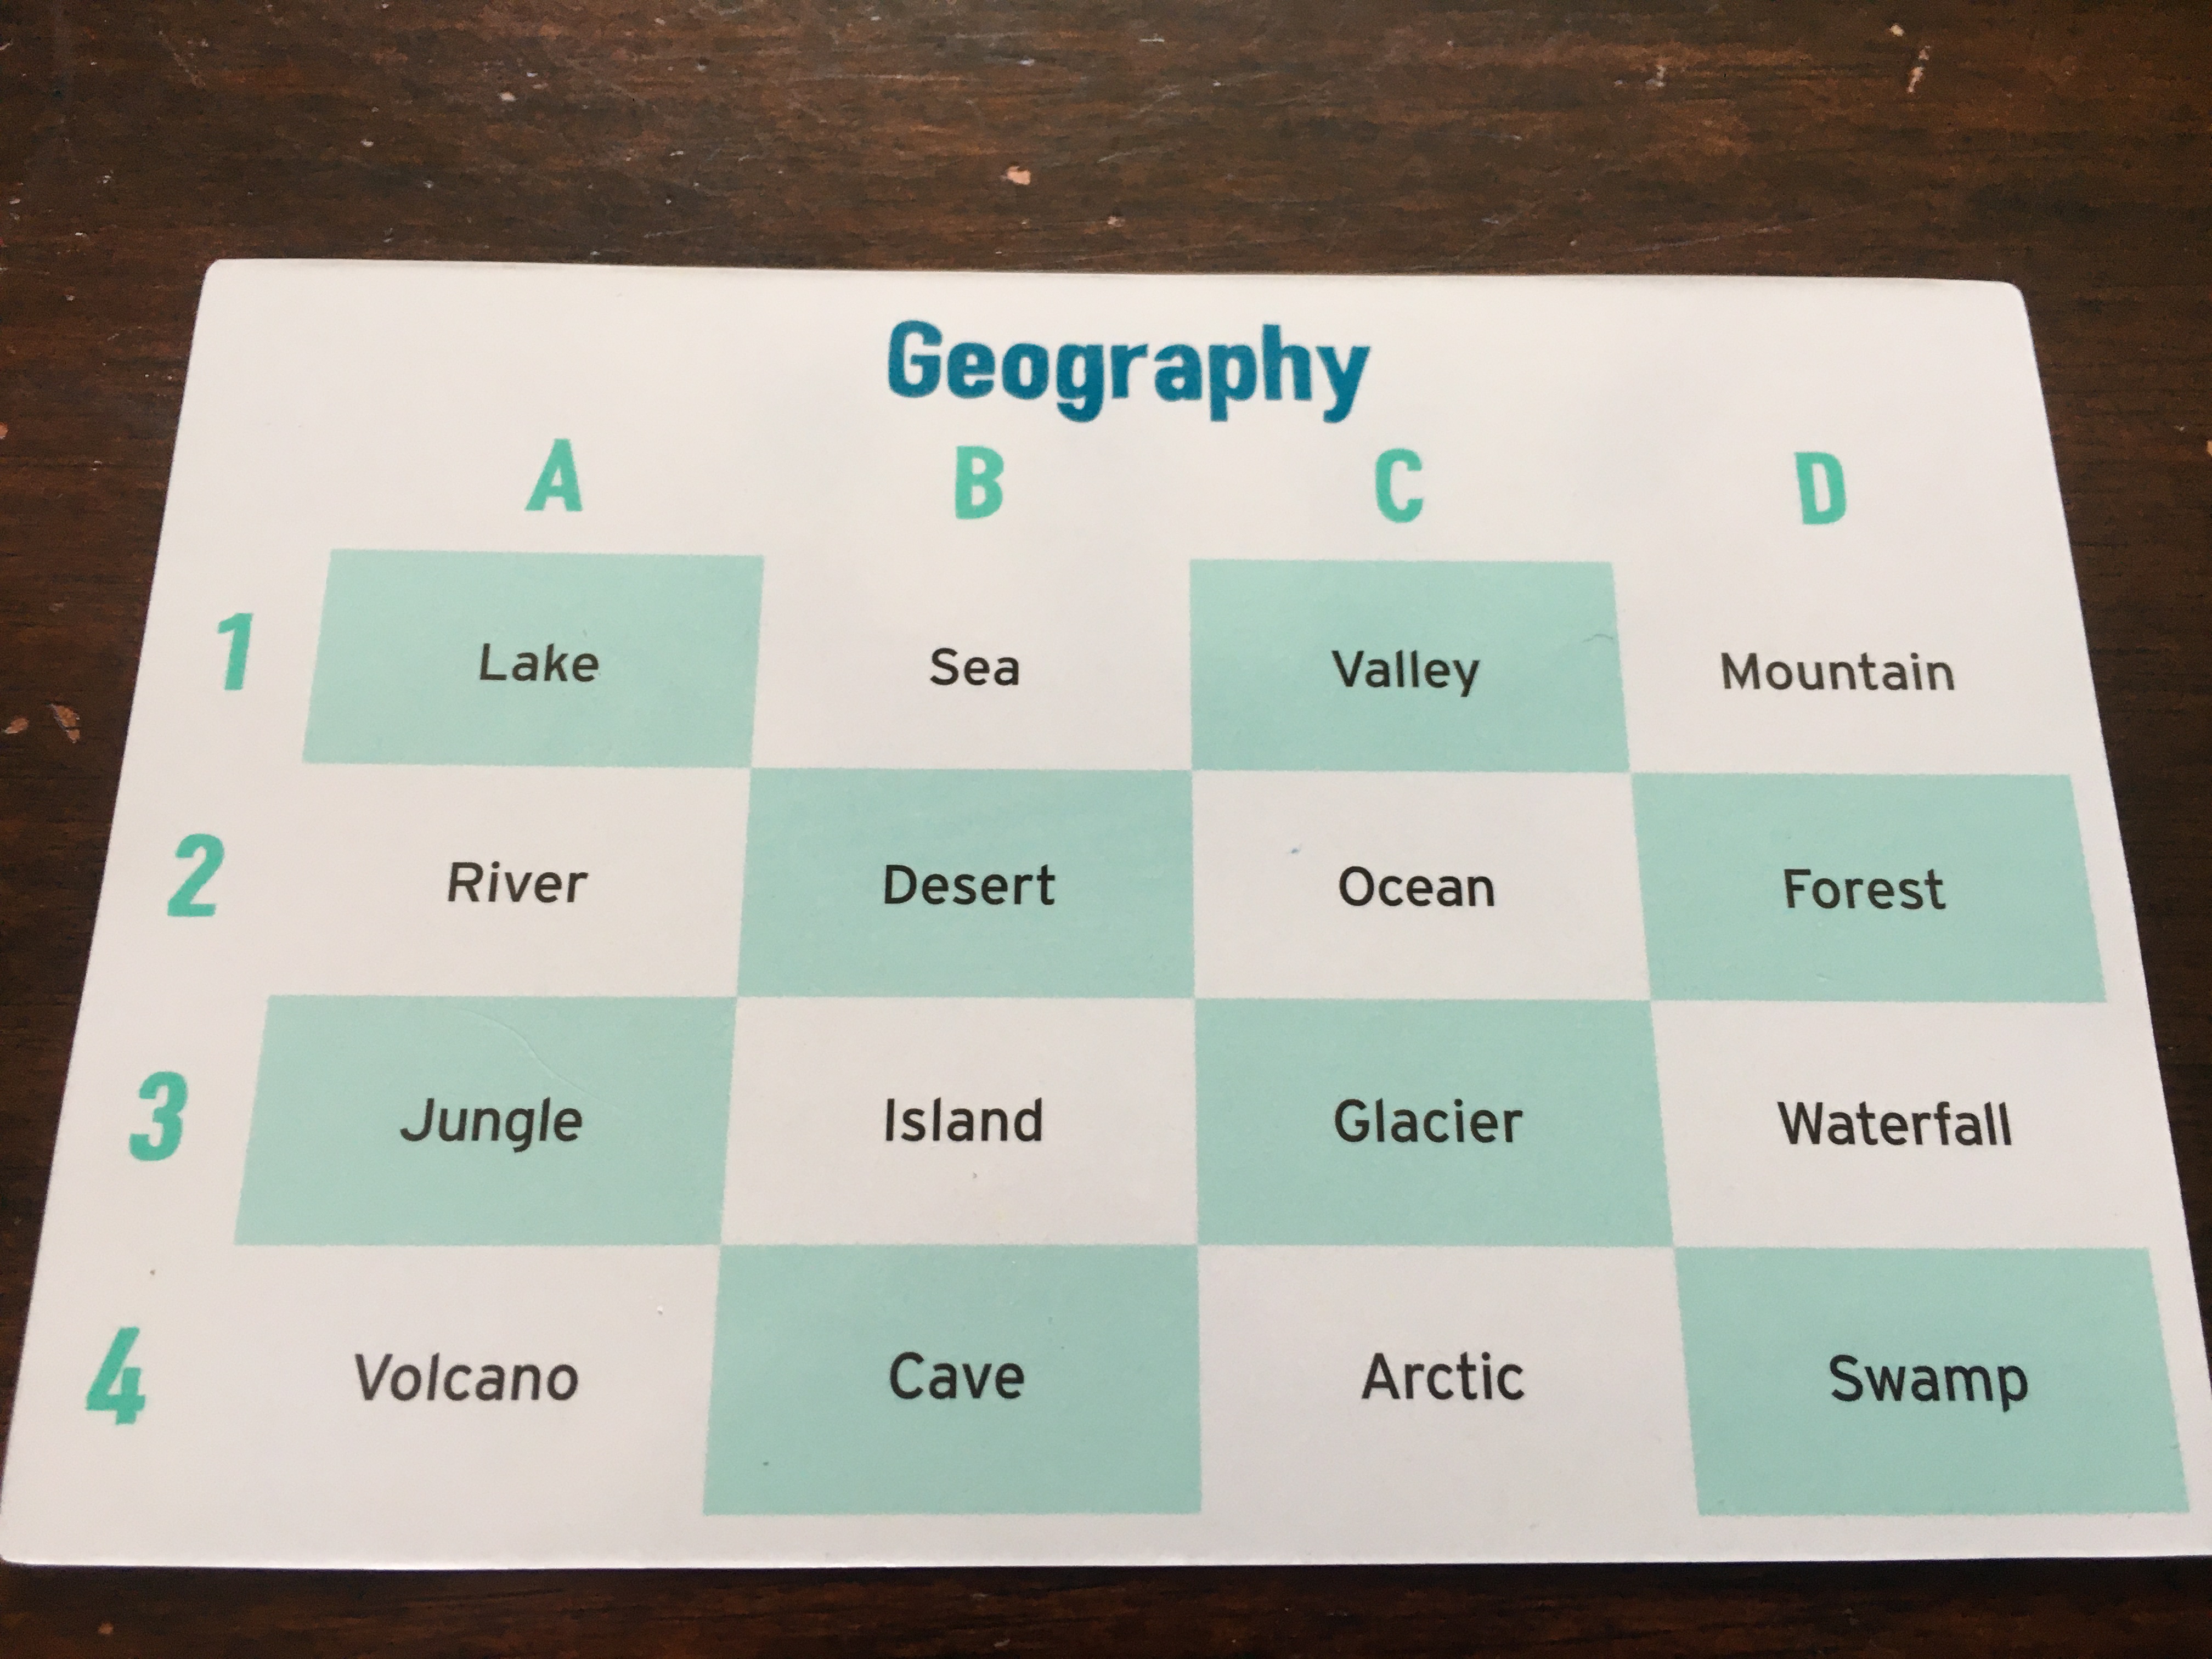 Geography
A B C D
1 Lake Sea Valley Mountain
2 River Desert Ocean Forest
3 Jungle Island Glacier Waterfall
4 Volcano Cave Arctic Swamp